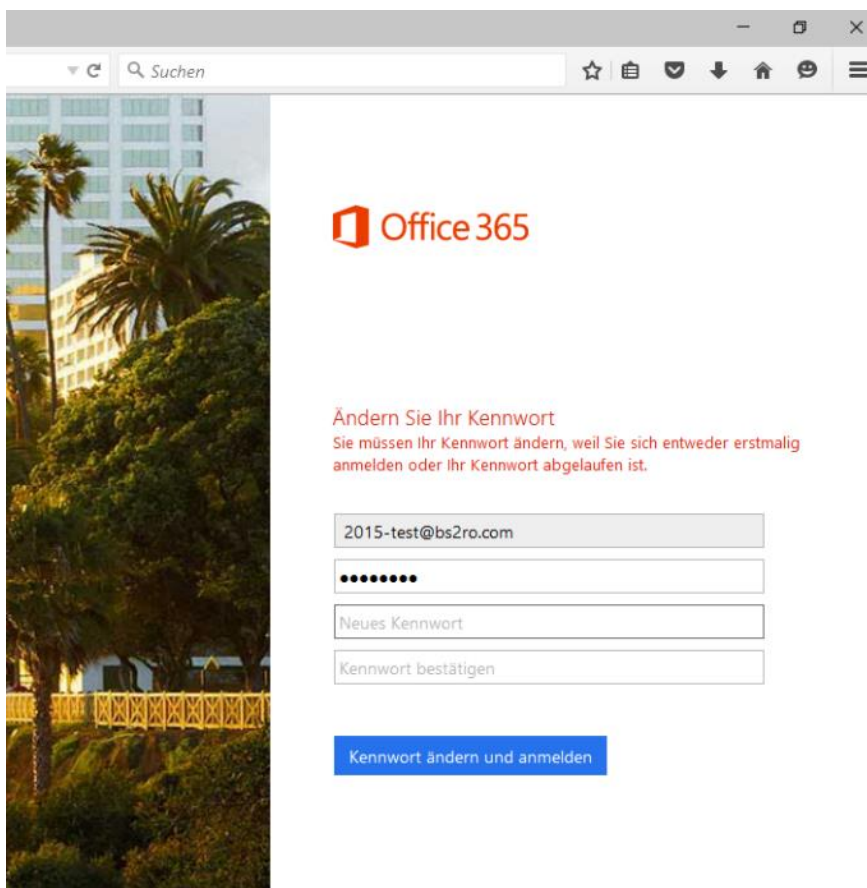 Suchen
Office 365
Ändern Sie Ihr Kennwort
Sie müssen Ihr Kennwort ändern, weil Sie sich entweder erstmalig
anmelden oder Ihr Kennwort abgelaufen ist.
2015-test@bs2ro.com
Neues Kennwort
Kennwort bestätigen
Kennwort ändern und anmelden